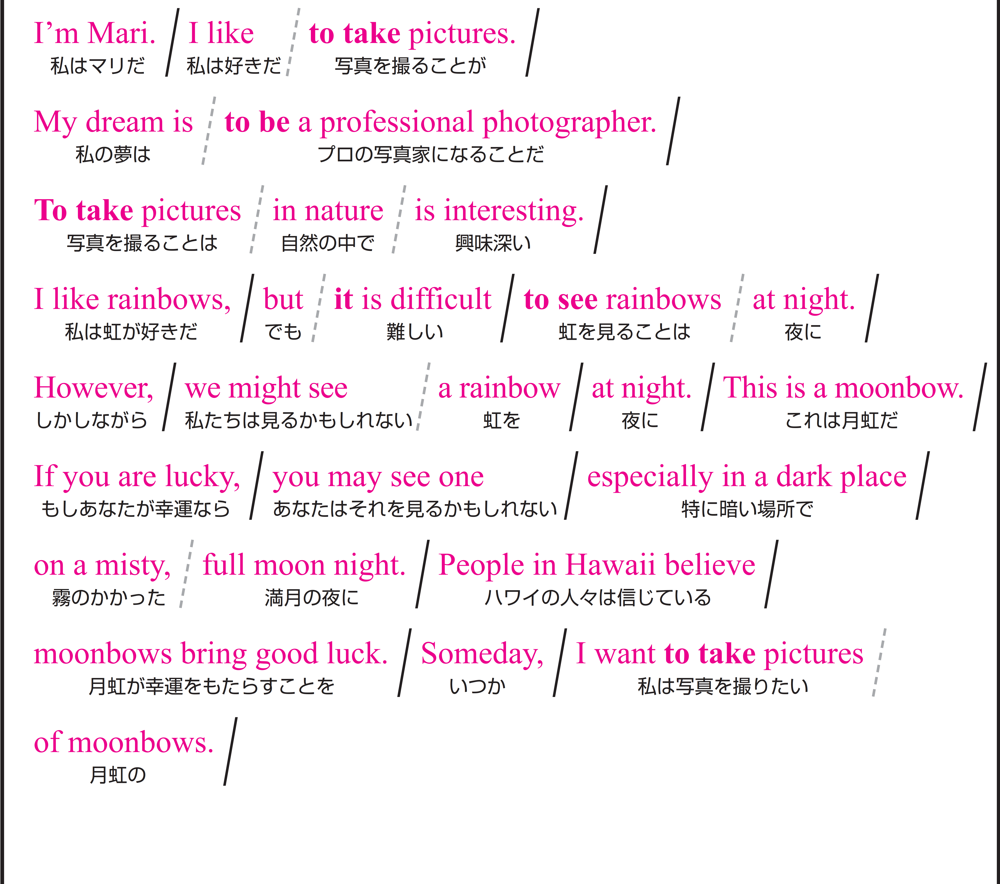 I’m Mari. / I like / to take pictures. /
私はマリだ 私は好きだ 写真を撮ることが
My dream is / to be a professional photographer. /
私の夢は プロの写真家になることだ
To take pictures / in nature / is interesting. /
写真を撮ることは 自然の中で 興味深い
I like rainbows, / but / it is difficult / to see rainbows / at night. /
私は虹が好きだ でも 難しい 虹を見ることは 夜に
However, / we might see / a rainbow / at night. / This is a moonbow. /
しかしながら 私たちは見るかもしれない 虹を 夜に これは月虹だ
If you are lucky, / you may see one / especially in a dark place /
もしあなたが幸運なら あなたはそれを見るかもしれない 特に暗い場所で
on a misty, / full moon night. / People in Hawaii believe /
霧のかかった 満月の夜に ハワイの人々は信じている
moonbows bring good luck. / Someday, / I want to take pictures /
月虹が幸運をもたらすことを いつか 私は写真を撮りたい
of moonbows. /
月虹の